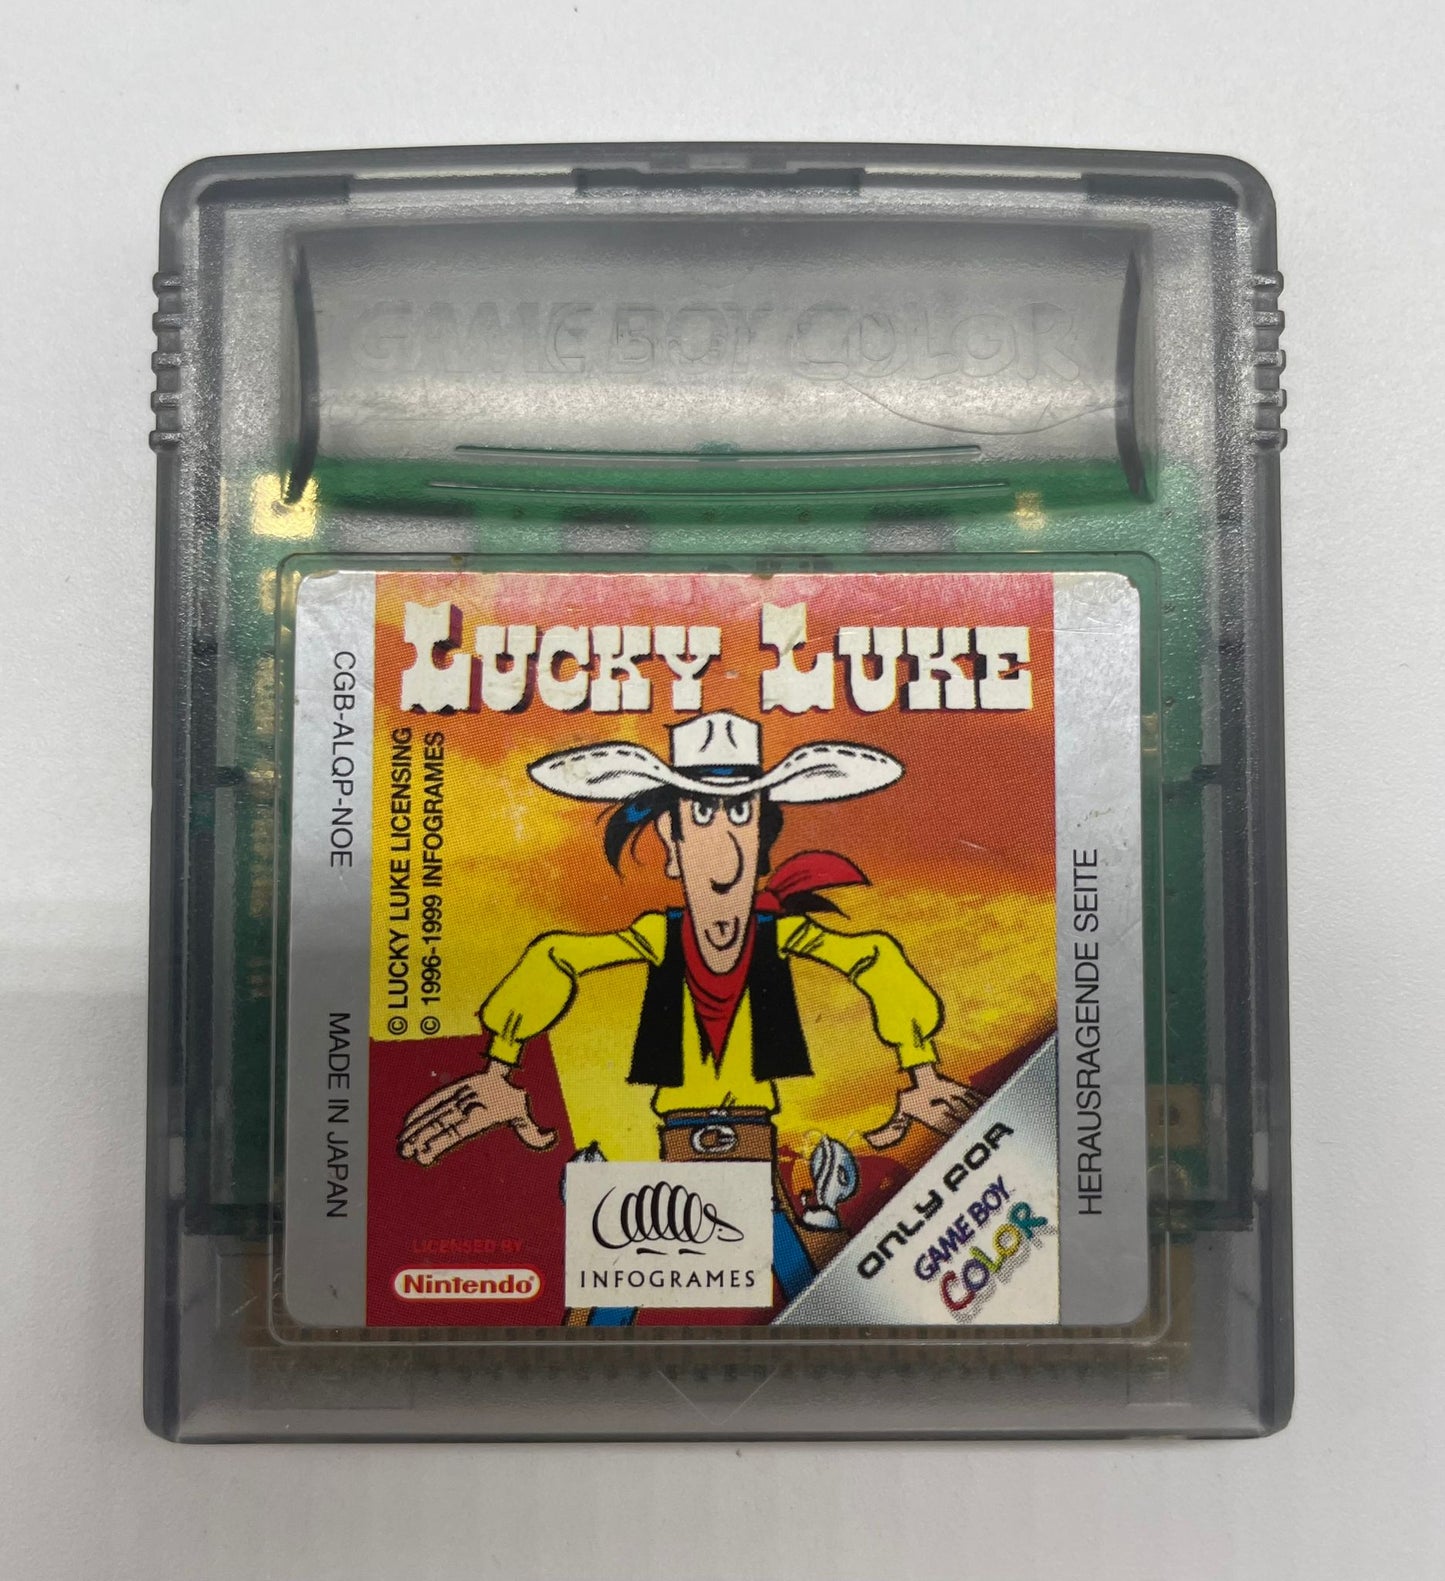 GAME BOY COLOR
LUCKY LUKE
CGB-ALQP-NOE
MADE IN JAPAN
© LUCKY LUKE LICENSING
© 1996-1999 INFOGRAMES
HERAUSRAGENDE SEITE
LICENSED BY
Nintendo®
INFOGRAMES
ONLY FOR
GAME BOY
COLOR